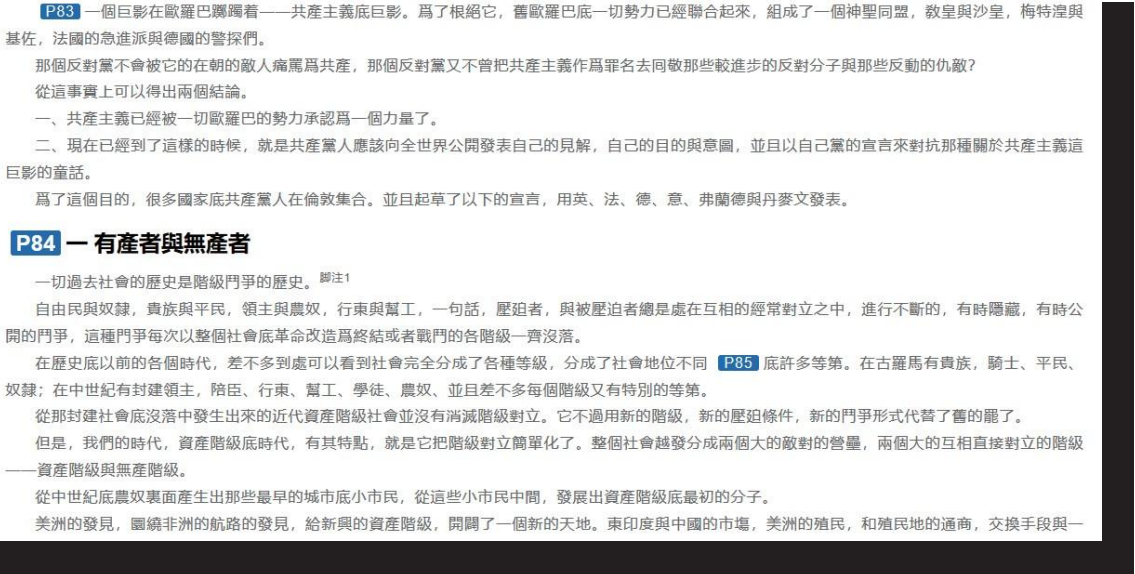 P83 一個巨影在歐羅巴躑躅着——共產主義底巨影。爲了根絕它，舊歐羅巴底一切勢力已經聯合起來，組成了一個神聖同盟，教皇與沙皇，梅特湟與
基佐，法國的急進派與德國的警探們。
那個反對黨不會被它的在朝的敵人痛罵爲共產，那個反對黨又不曾把共產主義作爲罪名去囘敬那些較進步的反對分子與那些反動的仇敵？
從這事實上可以得出兩個結論。
一、共產主義已經被一切歐羅巴的勢力承認爲一個力量了。
二、現在已經到了這樣的時候，就是共產黨人應該向全世界公開發表自己的見解，自己的目的與意圖，並且以自己黨的宣言來對抗那種關於共產主義這
巨影的童話。
爲了這個目的，很多國家底共產黨人在倫敦集合。並且起草了以下的宣言，用英、法、德、意、弗蘭德與丹麥文發表。
P84 一 有產者與無產者
一切過去社會的歷史是階級鬥爭的歷史。脚注1
自由民與奴隸，貴族與平民，領主與農奴，行東與幫工，一句話，壓廹者，與被壓迫者總是處在互相的經常對立之中，進行不斷的，有時隱藏，有時公
開的鬥爭，這種鬥爭每次以整個社會底革命改造爲終結或者戰鬥的各階級一齊沒落。
在歷史底以前的各個時代，差不多到處可以看到社會完全分成了各種等級，分成了社會地位不同 P85 底許多等第。在古羅馬有貴族，騎士、平民、
奴隸；在中世紀有封建領主，陪臣、行東、幫工、學徒、農奴、並且差不多每個階級又有特別的等第。
從那封建社會底沒落中發生出來的近代資產階級社會並沒有消滅階級對立。它不過用新的階級，新的壓廹條件，新的鬥爭形式代替了舊的罷了。
但是，我們的時代，資產階級底時代，有其特點，就是它把階級對立簡單化了。整個社會越發分成兩個大的敵對的營壘，兩個大的互相直接對立的階級
——資產階級與無產階級。
從中世紀底農奴裏面產生出那些最早的城市底小市民，從這些小市民中間，發展出資產階級底最初的分子。
美洲的發見，圜繞非洲的航路的發見，給新興的資產階級，開闢了一個新的天地。東印度與中國的市場，美洲的殖民，和殖民地的通商，交換手段與一